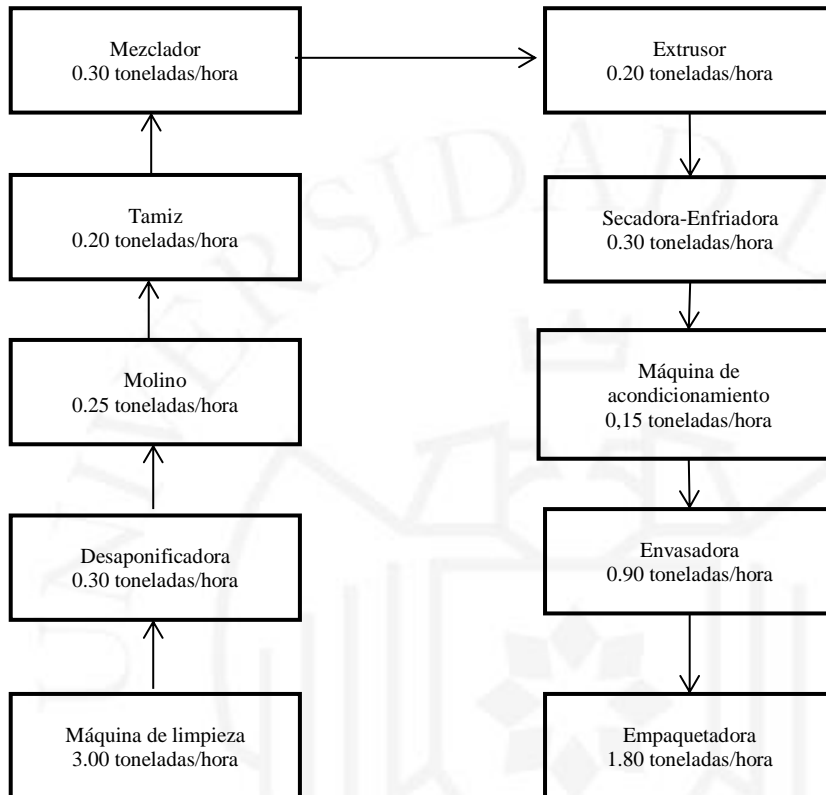 Mezclador
0.30 toneladas/hora
Extrusor
0.20 toneladas/hora
Tamiz
0.20 toneladas/hora
Secadora-Enfriadora
0.30 toneladas/hora
Molino
0.25 toneladas/hora
Máquina de
acondicionamiento
0,15 toneladas/hora
Desaponificadora
0.30 toneladas/hora
Envasadora
0.90 toneladas/hora
Máquina de limpieza
3.00 toneladas/hora
Empaquetadora
1.80 toneladas/hora
UNIVERSIDAD